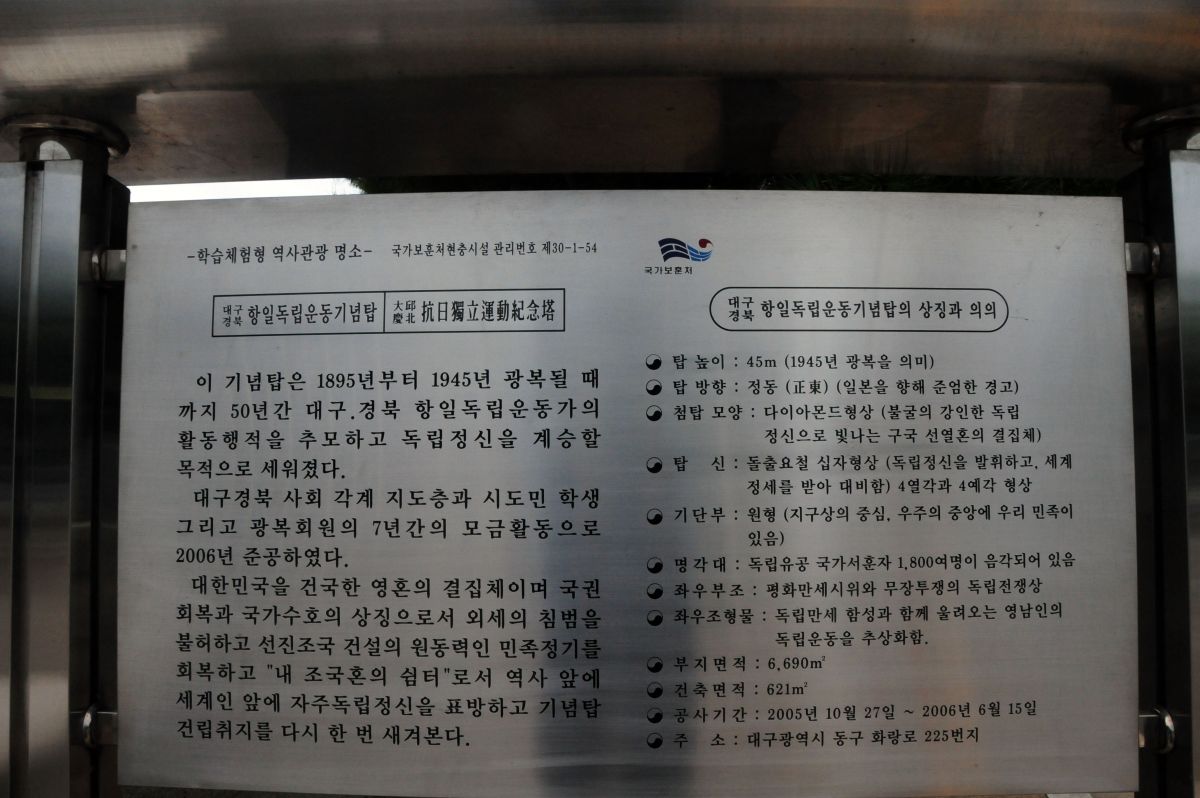 -학습체험형 역사관광 명소- 국가보훈처현충시설 관리번호 제30-1-54
대구경북 항일독립운동기념탑 大邱慶北 抗日獨立運動紀念塔
이 기념탑은 1895년부터 1945년 광복될 때
까지 50년간 대구.경북 항일독립운동가의
활동행적을 추모하고 독립정신을 계승할
목적으로 세워졌다.
대구경북 사회 각계 지도층과 시도민 학생
그리고 광복회원의 7년간의 모금활동으로
2006년 준공하였다.
대한민국을 건국한 영혼의 결집체이며 국권
회복과 국가수호의 상징으로서 외세의 침범을
불허하고 선진조국 건설의 원동력인 민족정기를
회복하고 "내 조국혼의 쉼터"로서 역사 앞에
세계인 앞에 자주독립정신을 표방하고 기념탑
건립취지를 다시 한 번 새겨본다.
국가보훈처
대구경북 항일독립운동기념탑의 상징과 의의
탑 높이 : 45m (1945년 광복을 의미)
탑 방향 : 정동 (正東) (일본을 향해 준엄한 경고)
첨탑 모양 : 다이아몬드형상 (불굴의 강인한 독립
정신으로 빛나는 구국 선열혼의 결집체)
탑 신 : 돌출요철 십자형상 (독립정신을 발휘하고, 세계
정세를 받아 대비함) 4열각과 4예각 형상
기단부 : 원형 (지구상의 중심, 우주의 중앙에 우리 민족이
있음)
명각대 : 독립유공 국가서훈자 1,800여명이 음각되어 있음
좌우부조 : 평화만세시위와 무장투쟁의 독립전쟁상
좌우조형물 : 독립만세 함성과 함께 울려오는 영남인의
독립운동을 추상화함.
부지면적 : 6,690㎡
건축면적 : 621㎡
공사기간 : 2005년 10월 27일 ~ 2006년 6월 15일
주 소 : 대구광역시 동구 화랑로 225번지